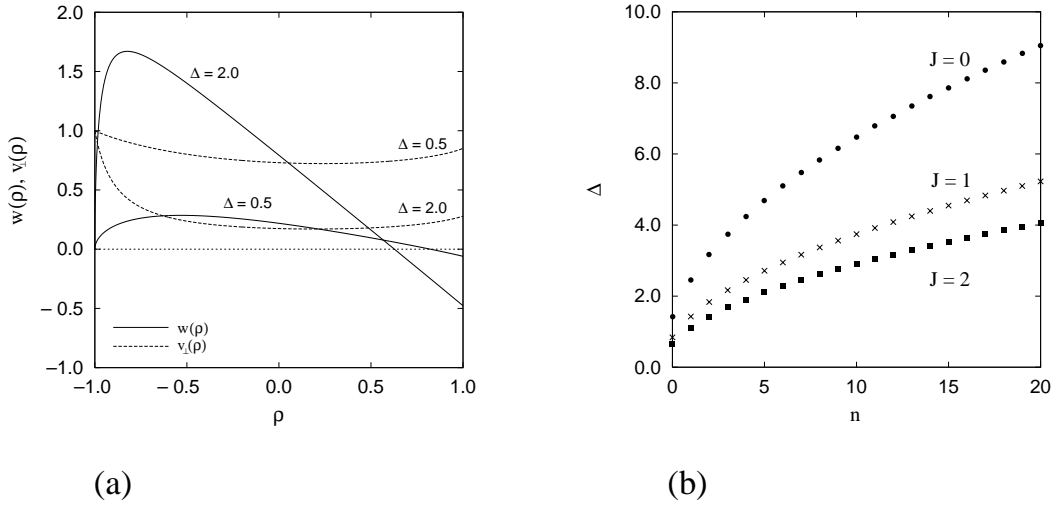 w(ρ), v⊥(ρ)
2.0
1.5
1.0
0.5
0.0
− 0.5
−1.0
Δ = 2.0
Δ = 0.5
Δ = 0.5
Δ = 2.0
w(ρ)
v⊥(ρ)
−1.0 − 0.5 0.0 0.5 1.0
ρ
(a)
Δ
10.0
8.0
6.0
4.0
2.0
0.0
J = 0
J = 1
J = 2
0 5 10 15 20
n
(b)